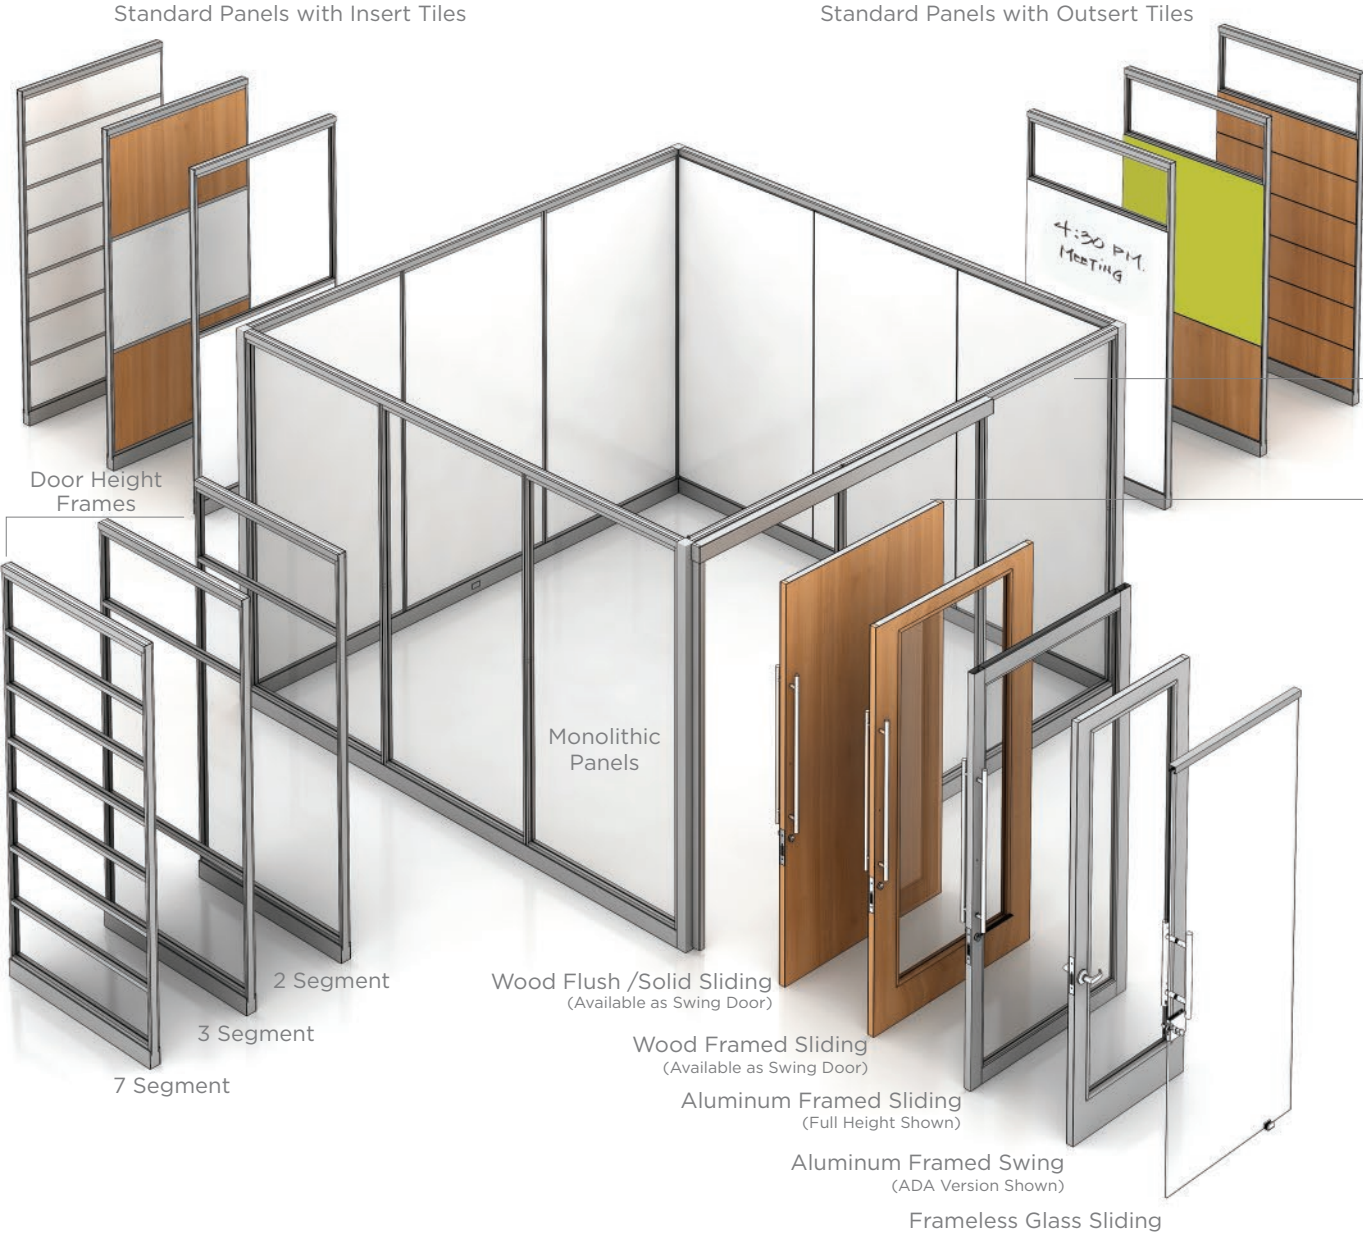 Standard Panels with Insert Tiles
Standard Panels with Outsert Tiles
4:30 PM.
MEETING
Door Height
Frames
Monolithic
Panels
2 Segment
3 Segment
7 Segment
Wood Flush /Solid Sliding
(Available as Swing Door)
Wood Framed Sliding
(Available as Swing Door)
Aluminum Framed Sliding
(Full Height Shown)
Aluminum Framed Swing
(ADA Version Shown)
Frameless Glass Sliding